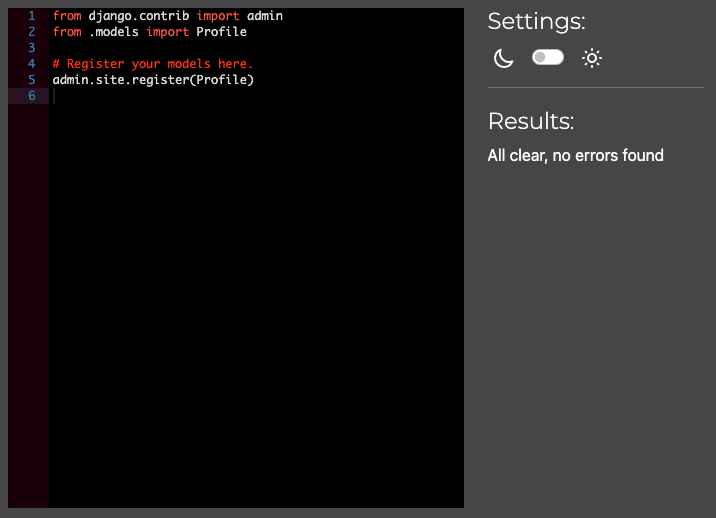 1 from django.contrib import admin
2 from .models import Profile
3
4 # Register your models here.
5 admin.site.register(Profile)
6
Settings:
Results:
All clear, no errors found